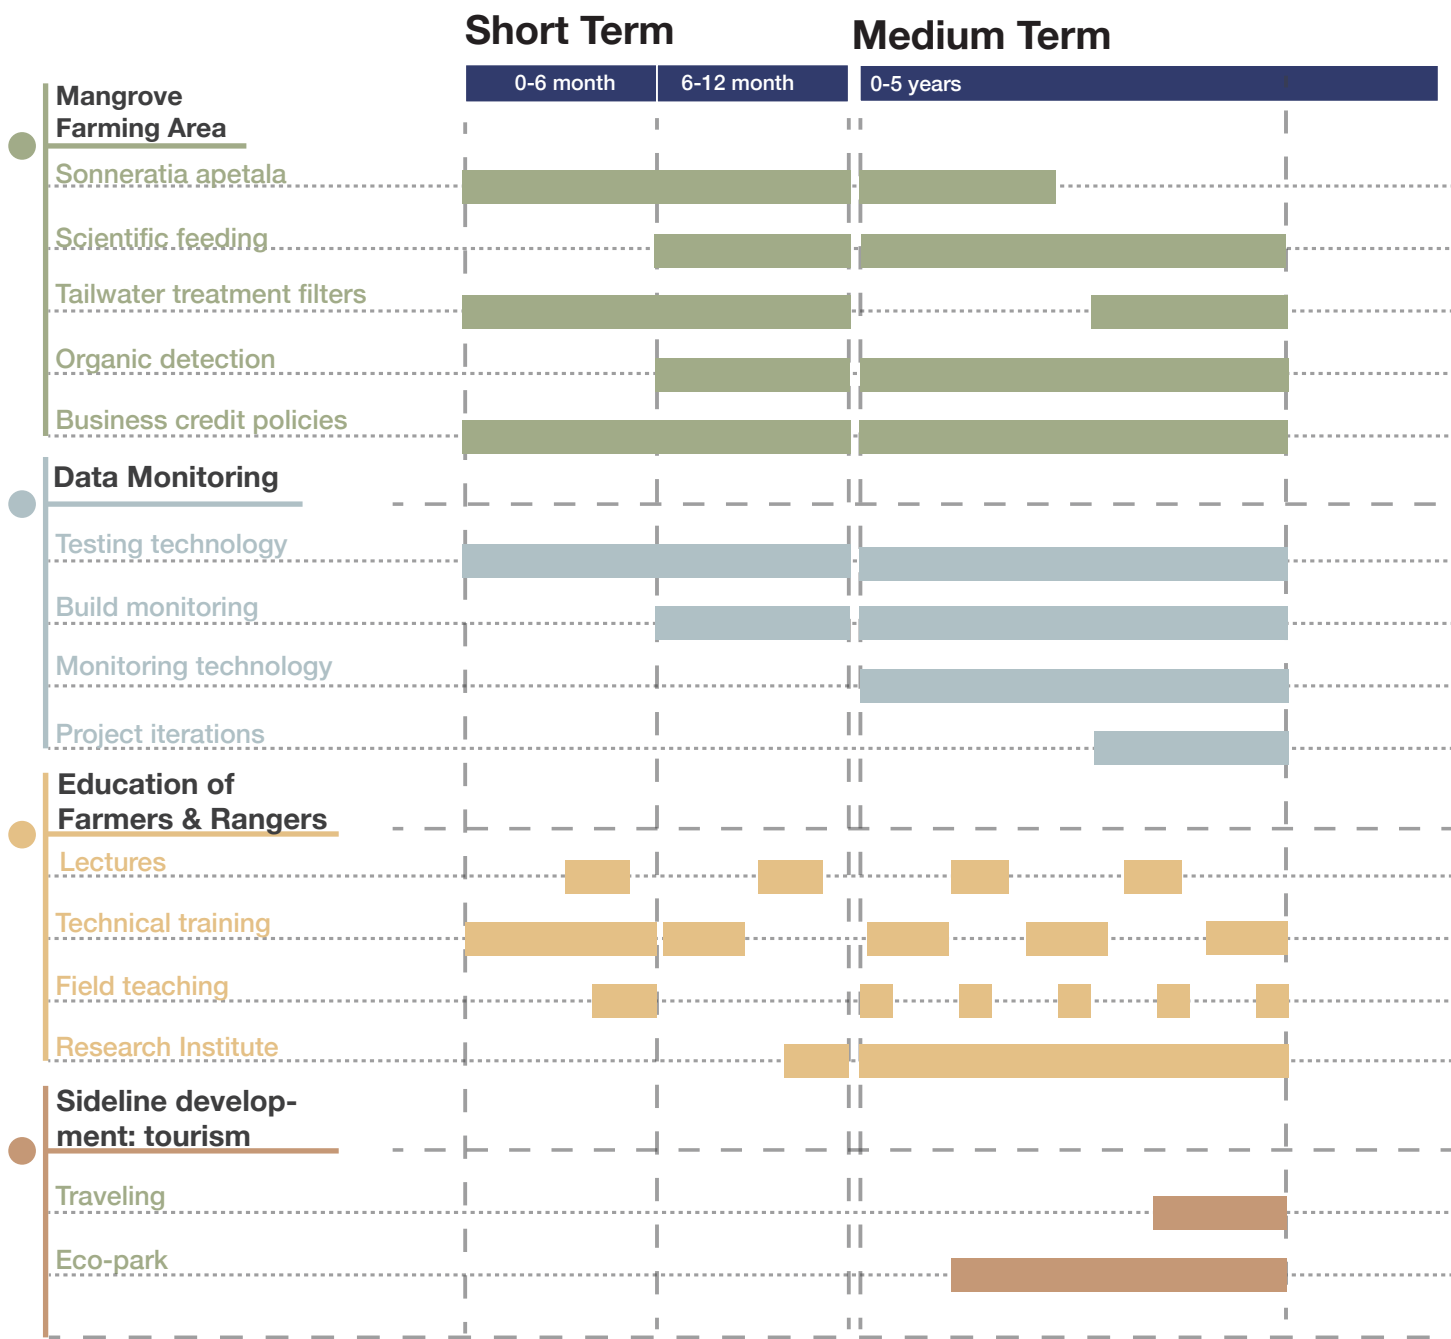 Short Term
Medium Term
0-6 month
6-12 month
0-5 years
Mangrove
Farming Area
Sonneratia apetala
Scientific feeding
Tailwater treatment filters
Organic detection
Business credit policies
Data Monitoring
Testing technology
Build monitoring
Monitoring technology
Project iterations
Education of
Farmers & Rangers
Lectures
Technical training
Field teaching
Research Institute
Sideline develop-
ment: tourism
Traveling
Eco-park